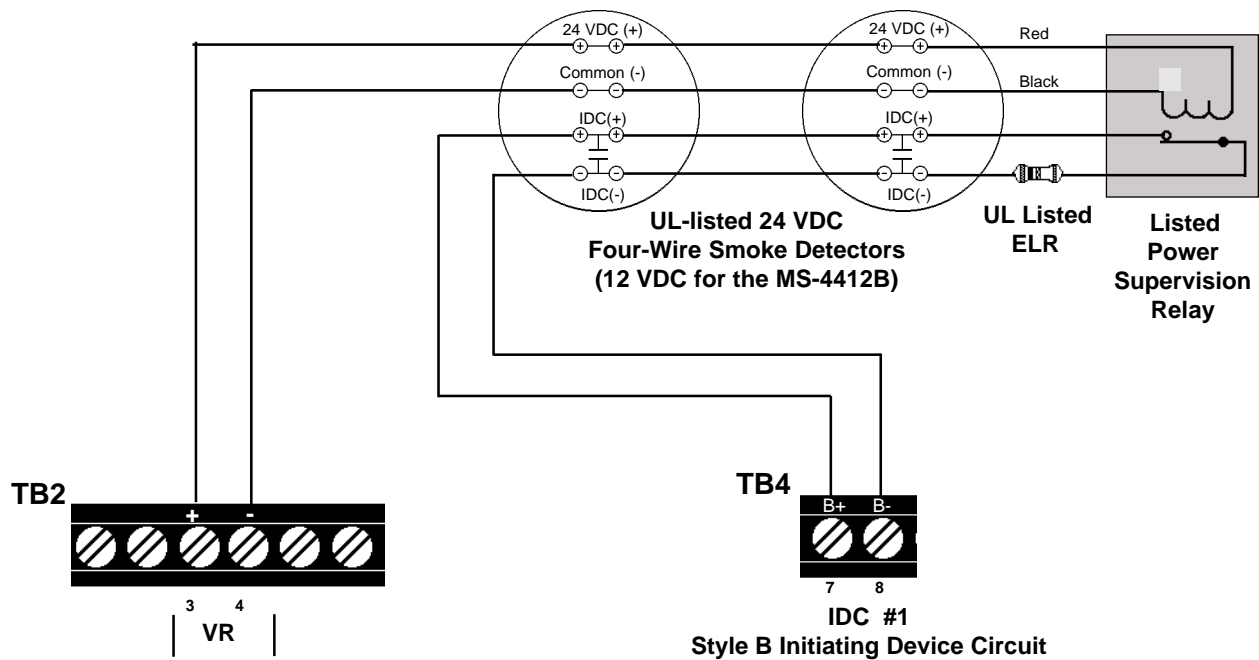 24 VDC (+)
Common (-)
IDC(+)
IDC(-)
24 VDC (+)
Common (-)
IDC(+)
IDC(-)
Red
Black
UL-listed 24 VDC
Four-Wire Smoke Detectors
(12 VDC for the MS-4412B)
UL Listed
ELR
Listed
Power
Supervision
Relay
TB2
+ -
3 4
VR
TB4
B+ B-
7 8
IDC #1
Style B Initiating Device Circuit